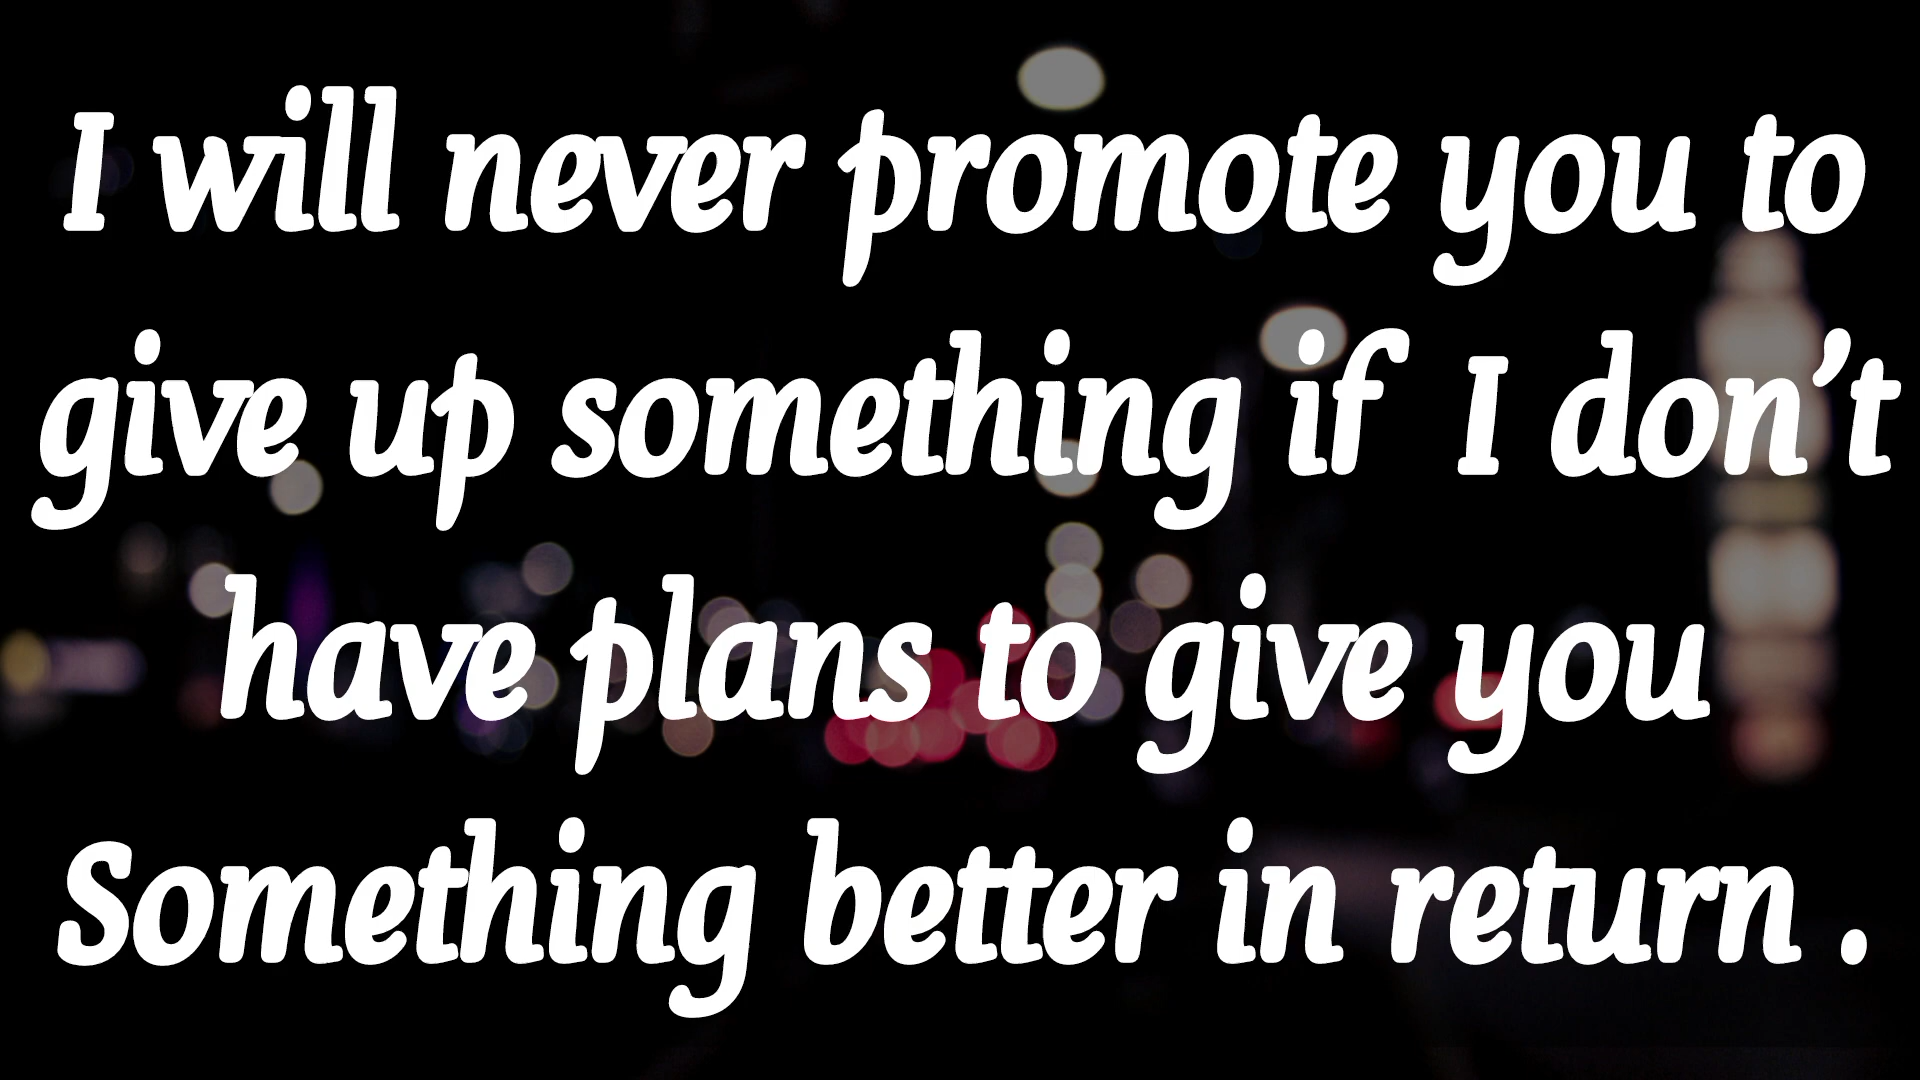 I will never promote you to
give up something if I don’t
have plans to give you
Something better in return .